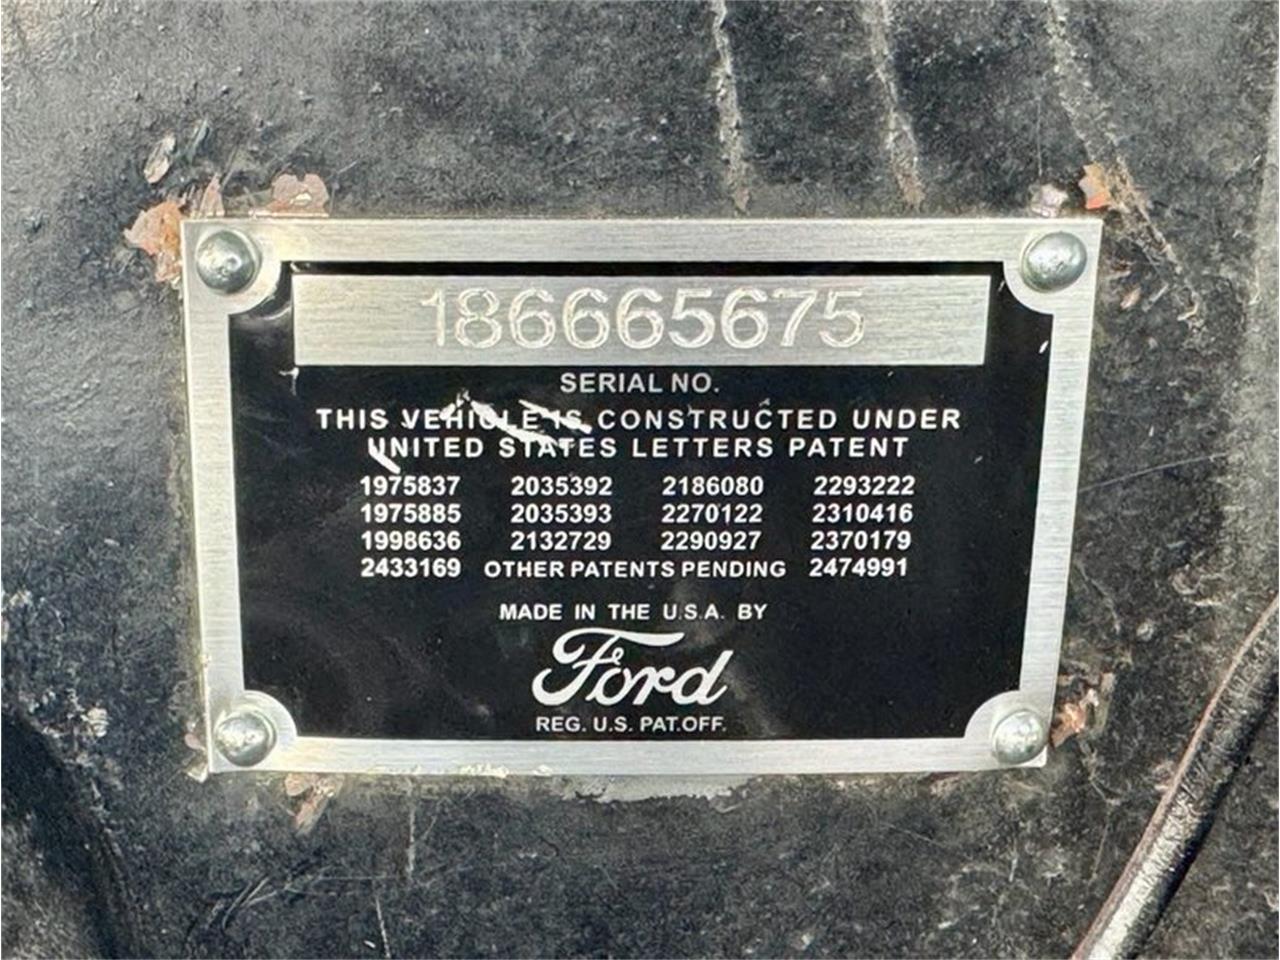 186665675
SERIAL NO.
THIS VEHICLE IS CONSTRUCTED UNDER
UNITED STATES LETTERS PATENT
1975837 2035392 2186080 2293222
1975885 2035393 2270122 2310416
1998636 2132729 2290927 2370179
2433169 OTHER PATENTS PENDING 2474991
MADE IN THE U.S.A. BY
Ford
REG. U.S. PAT.OFF.